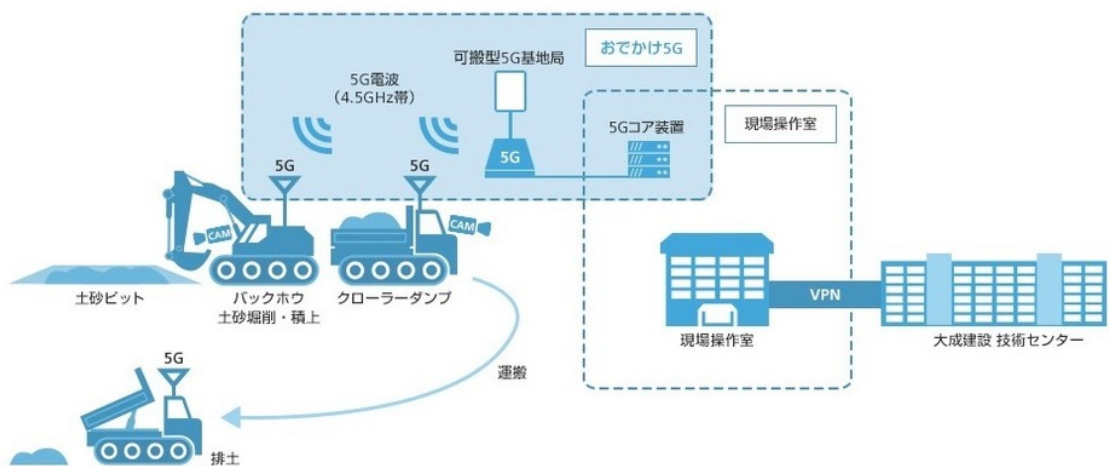 おでかけ5G
可搬型5G基地局
5G電波
(4.5GHz帯)
5Gコア装置
現場操作室
5G
5G
5G
CAM
CAM
土砂ピット
バックホウ
土砂堀削・積上
クローラーダンプ
VPN
現場操作室
大成建設 技術センター
5G
運搬
排土